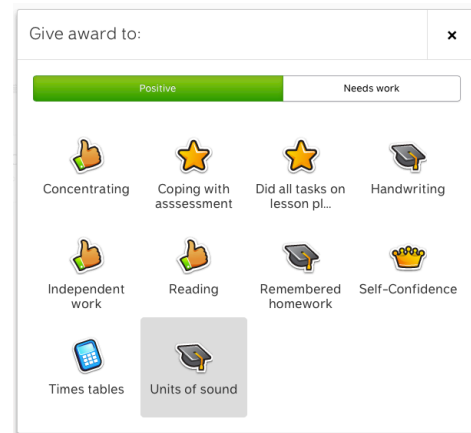 Give award to:
×
Positive
Needs work
Concentrating
Coping with
asssessment
Did all tasks on
lesson pl...
Handwriting
Independent
work
Reading
Remembered
homework
Self-Confidence
Times tables
Units of sound